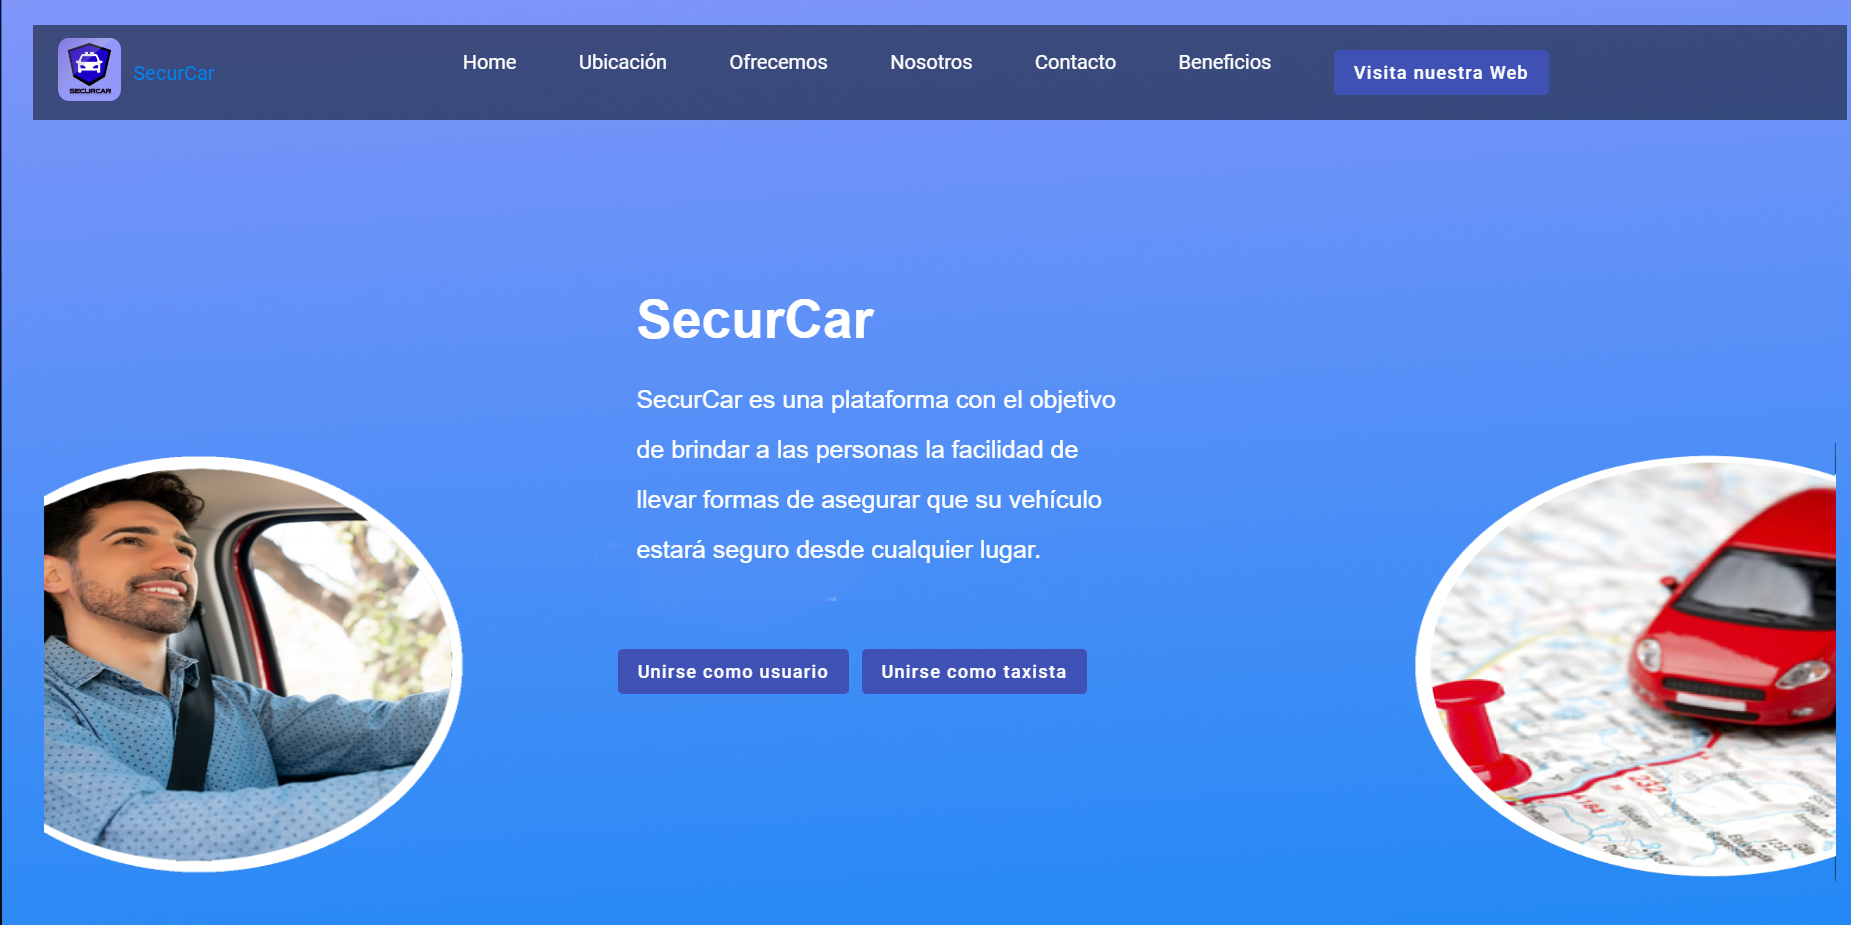 SECURCAR
SecurCar
Home
Ubicación
Ofrecemos
Nosotros
Contacto
Beneficios
Visita nuestra Web
SecurCar
SecurCar es una plataforma con el objetivo
de brindar a las personas la facilidad de
llevar formas de asegurar que su vehículo
estará seguro desde cualquier lugar.
Unirse como usuario
Unirse como taxista
232
A184